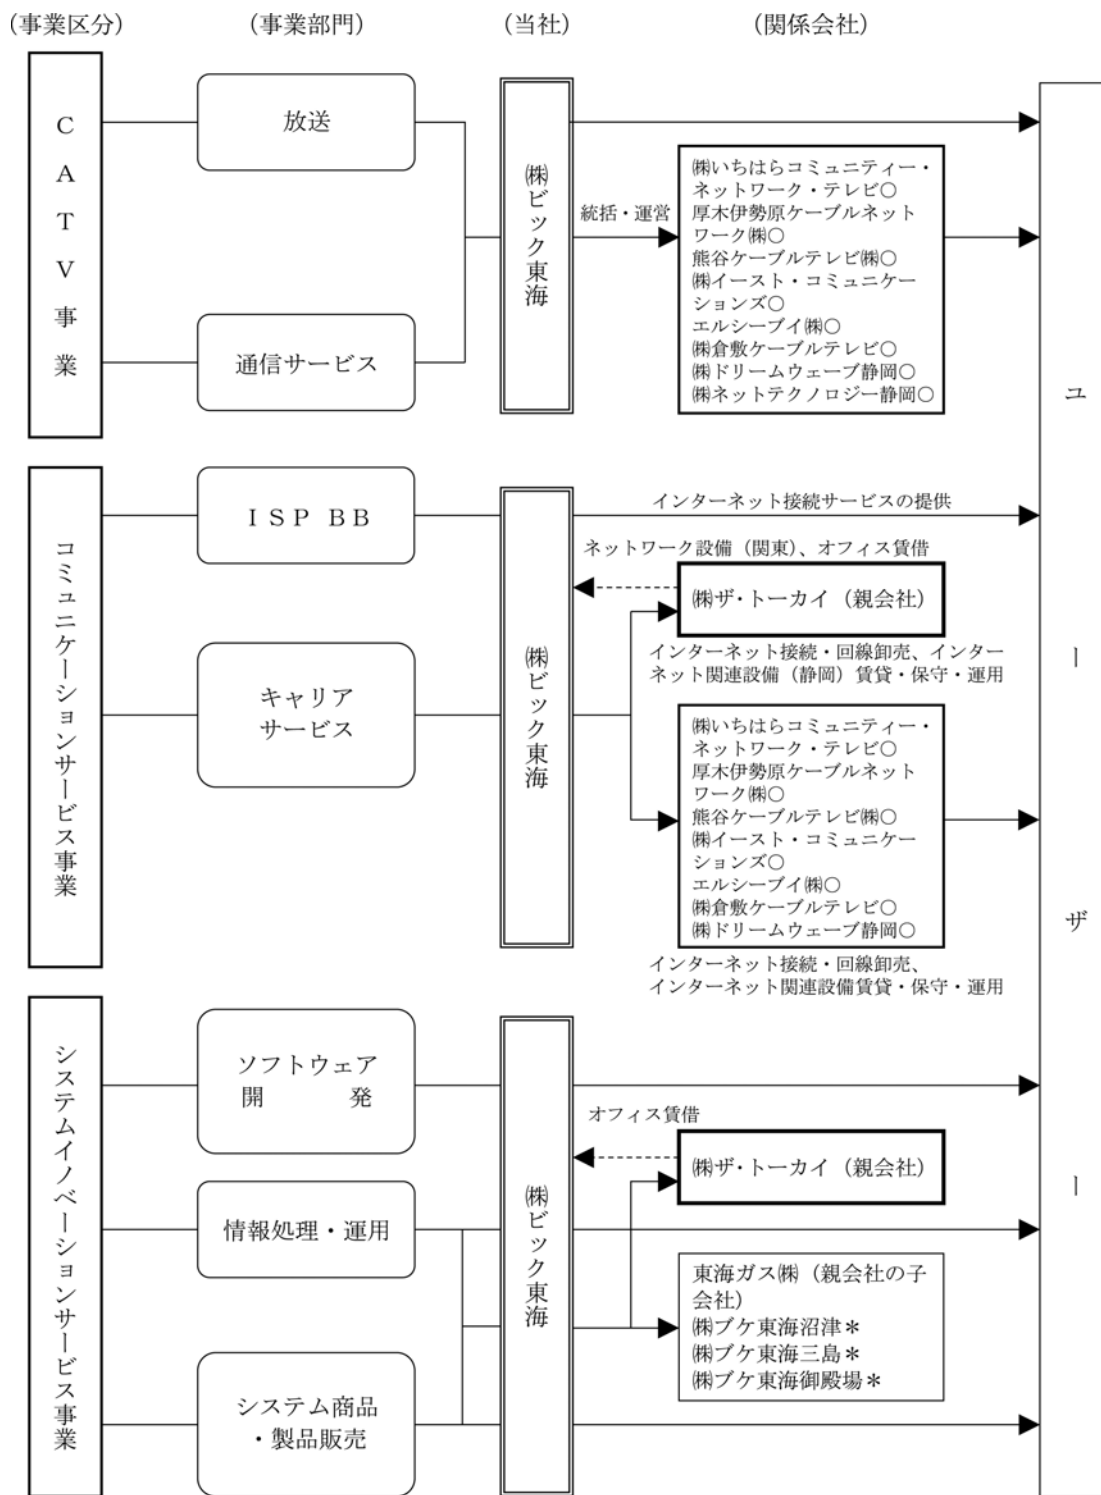 (事業区分) (事業部門) (当社) (関係会社)
CATV事業
放送
通信サービス
㈱ビック東海
統括・運営
㈱いちはらコミュニティー・
ネットワーク・テレビ○
厚木伊勢原ケーブルネット
ワーク㈱○
熊谷ケーブルテレビ㈱○
㈱イースト・コミュニケー
ションズ○
エルシーブイ㈱○
㈱倉敷ケーブルテレビ○
㈱ドリームウェーブ静岡○
㈱ネットテクノロジー静岡○
ユーザー
コミュニケーションサービス事業
ISP BB
キャリア
サービス
㈱ビック東海
インターネット接続サービスの提供
ネットワーク設備(関東)、オフィス賃借
㈱ザ・トーカイ(親会社)
インターネット接続・回線卸売、インター
ネット関連設備(静岡)賃貸・保守・運用
㈱いちはらコミュニティー・
ネットワーク・テレビ○
厚木伊勢原ケーブルネット
ワーク㈱○
熊谷ケーブルテレビ㈱○
㈱イースト・コミュニケー
ションズ○
エルシーブイ㈱○
㈱倉敷ケーブルテレビ○
㈱ドリームウェーブ静岡○
インターネット接続・回線卸売、
インターネット関連設備賃貸・保守・運用
システムイノベーションサービス事業
ソフトウェア
開 発
情報処理・運用
システム商品
・製品販売
㈱ビック東海
オフィス賃借
㈱ザ・トーカイ(親会社)
東海ガス㈱(親会社の子
会社)
㈱ブケ東海沼津＊
㈱ブケ東海三島＊
㈱ブケ東海御殿場＊